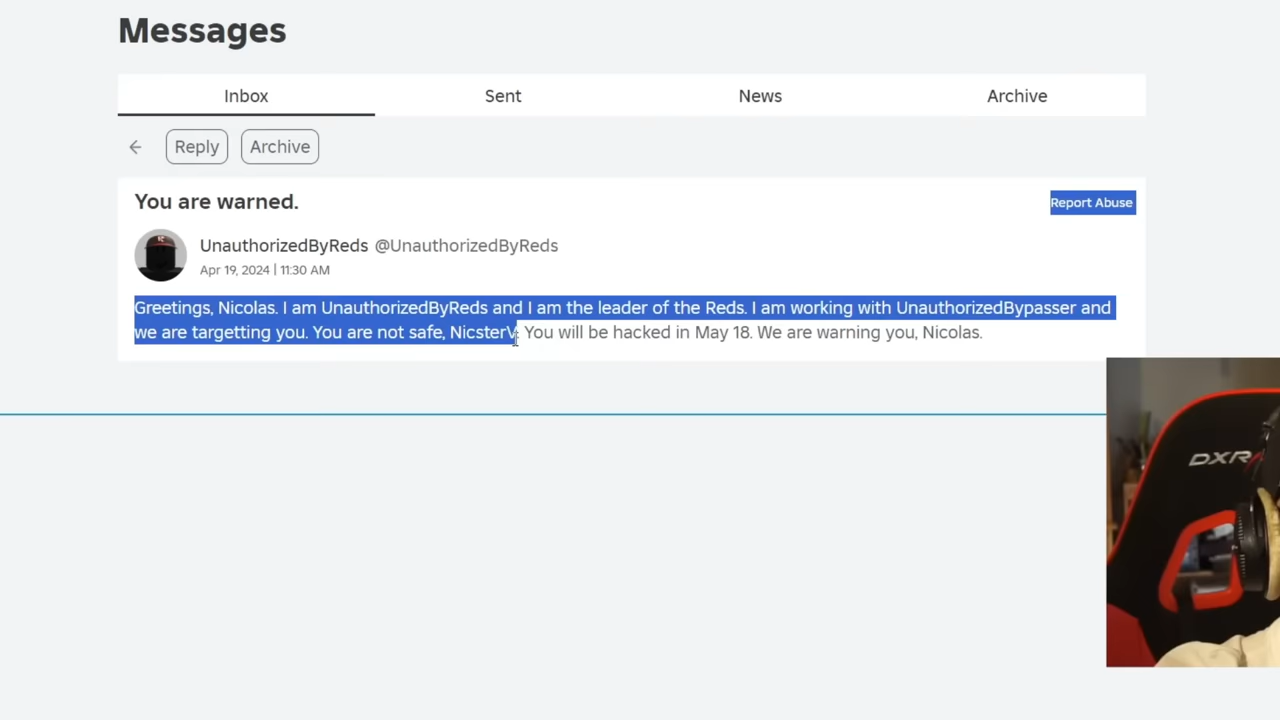 Messages
Inbox
Sent
News
Archive
Reply
Archive
You are warned.
Report Abuse
UnauthorizedByReds @UnauthorizedByReds
Apr 19, 2024 | 11:30 AM
Greetings, Nicolas. I am UnauthorizedByReds and I am the leader of the Reds. I am working with UnauthorizedBypasser and
we are targetting you. You are not safe, NicsterV. You will be hacked in May 18. We are warning you, Nicolas.